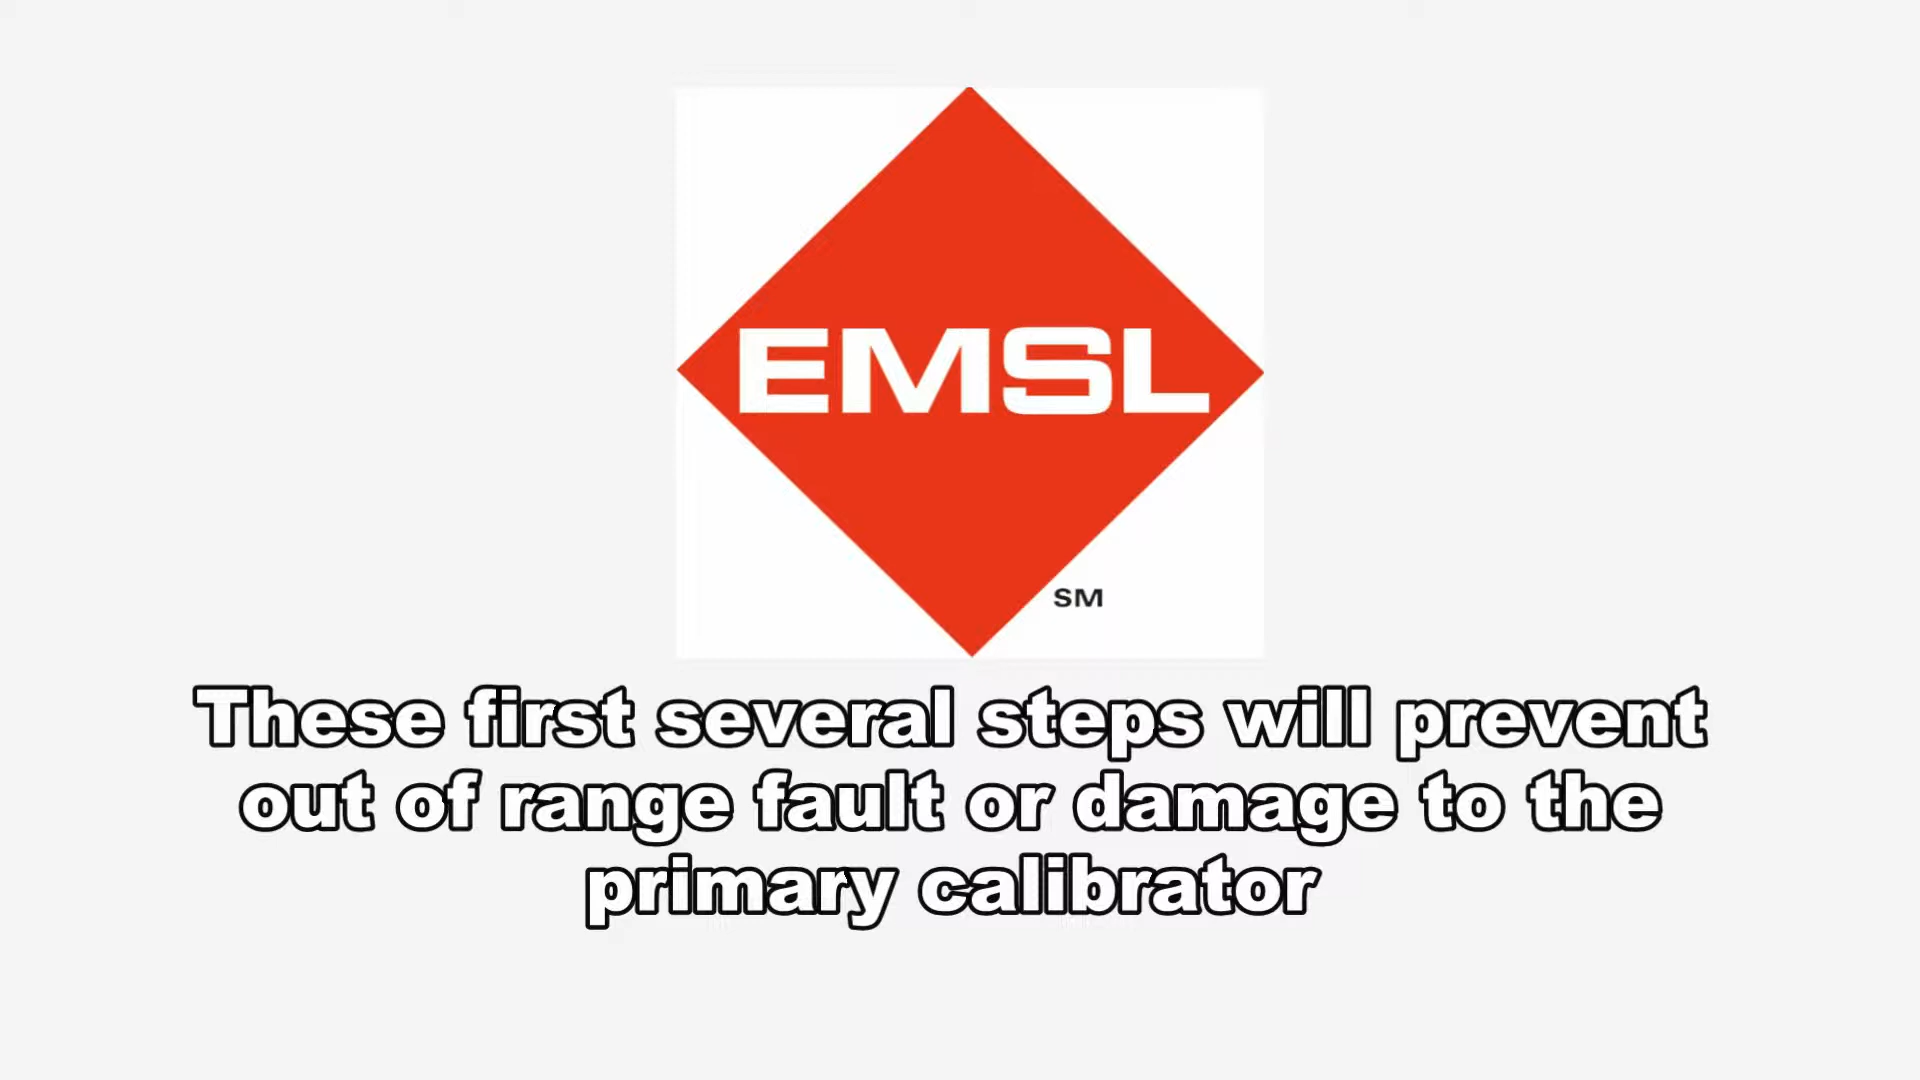 EMSL
SM
These first several steps will prevent
out of range fault or damage to the
primary calibrator